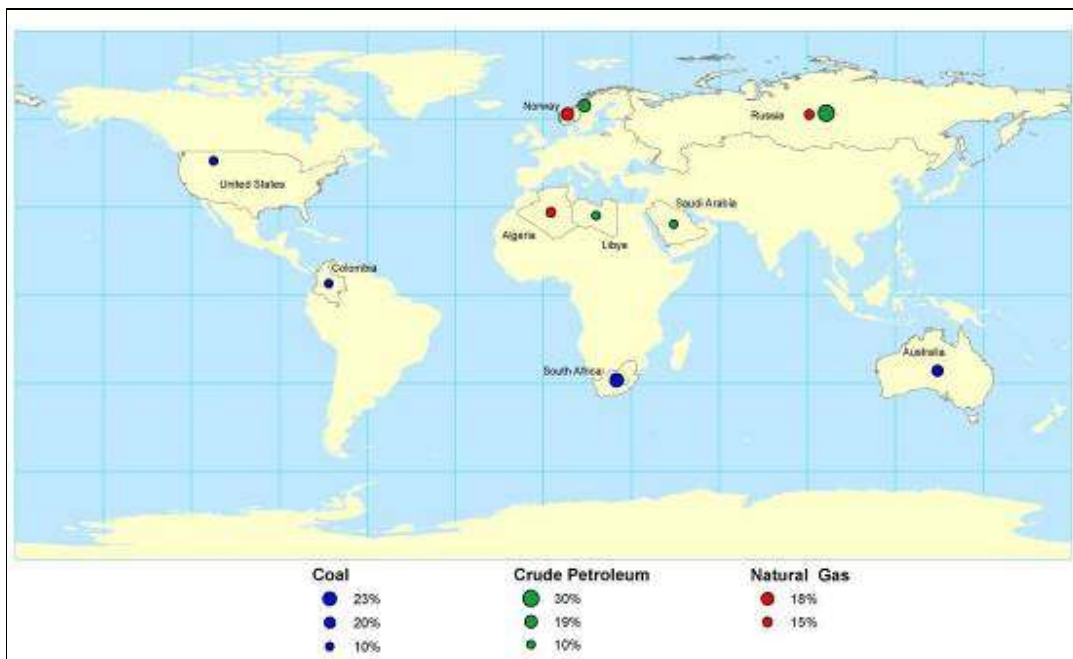 Norway
Russia
United States
Saudi Arabia
Algeria
Libya
Colombia
Australia
South Africa
Coal
23%
20%
10%
Crude Petroleum
30%
19%
10%
Natural Gas
18%
15%